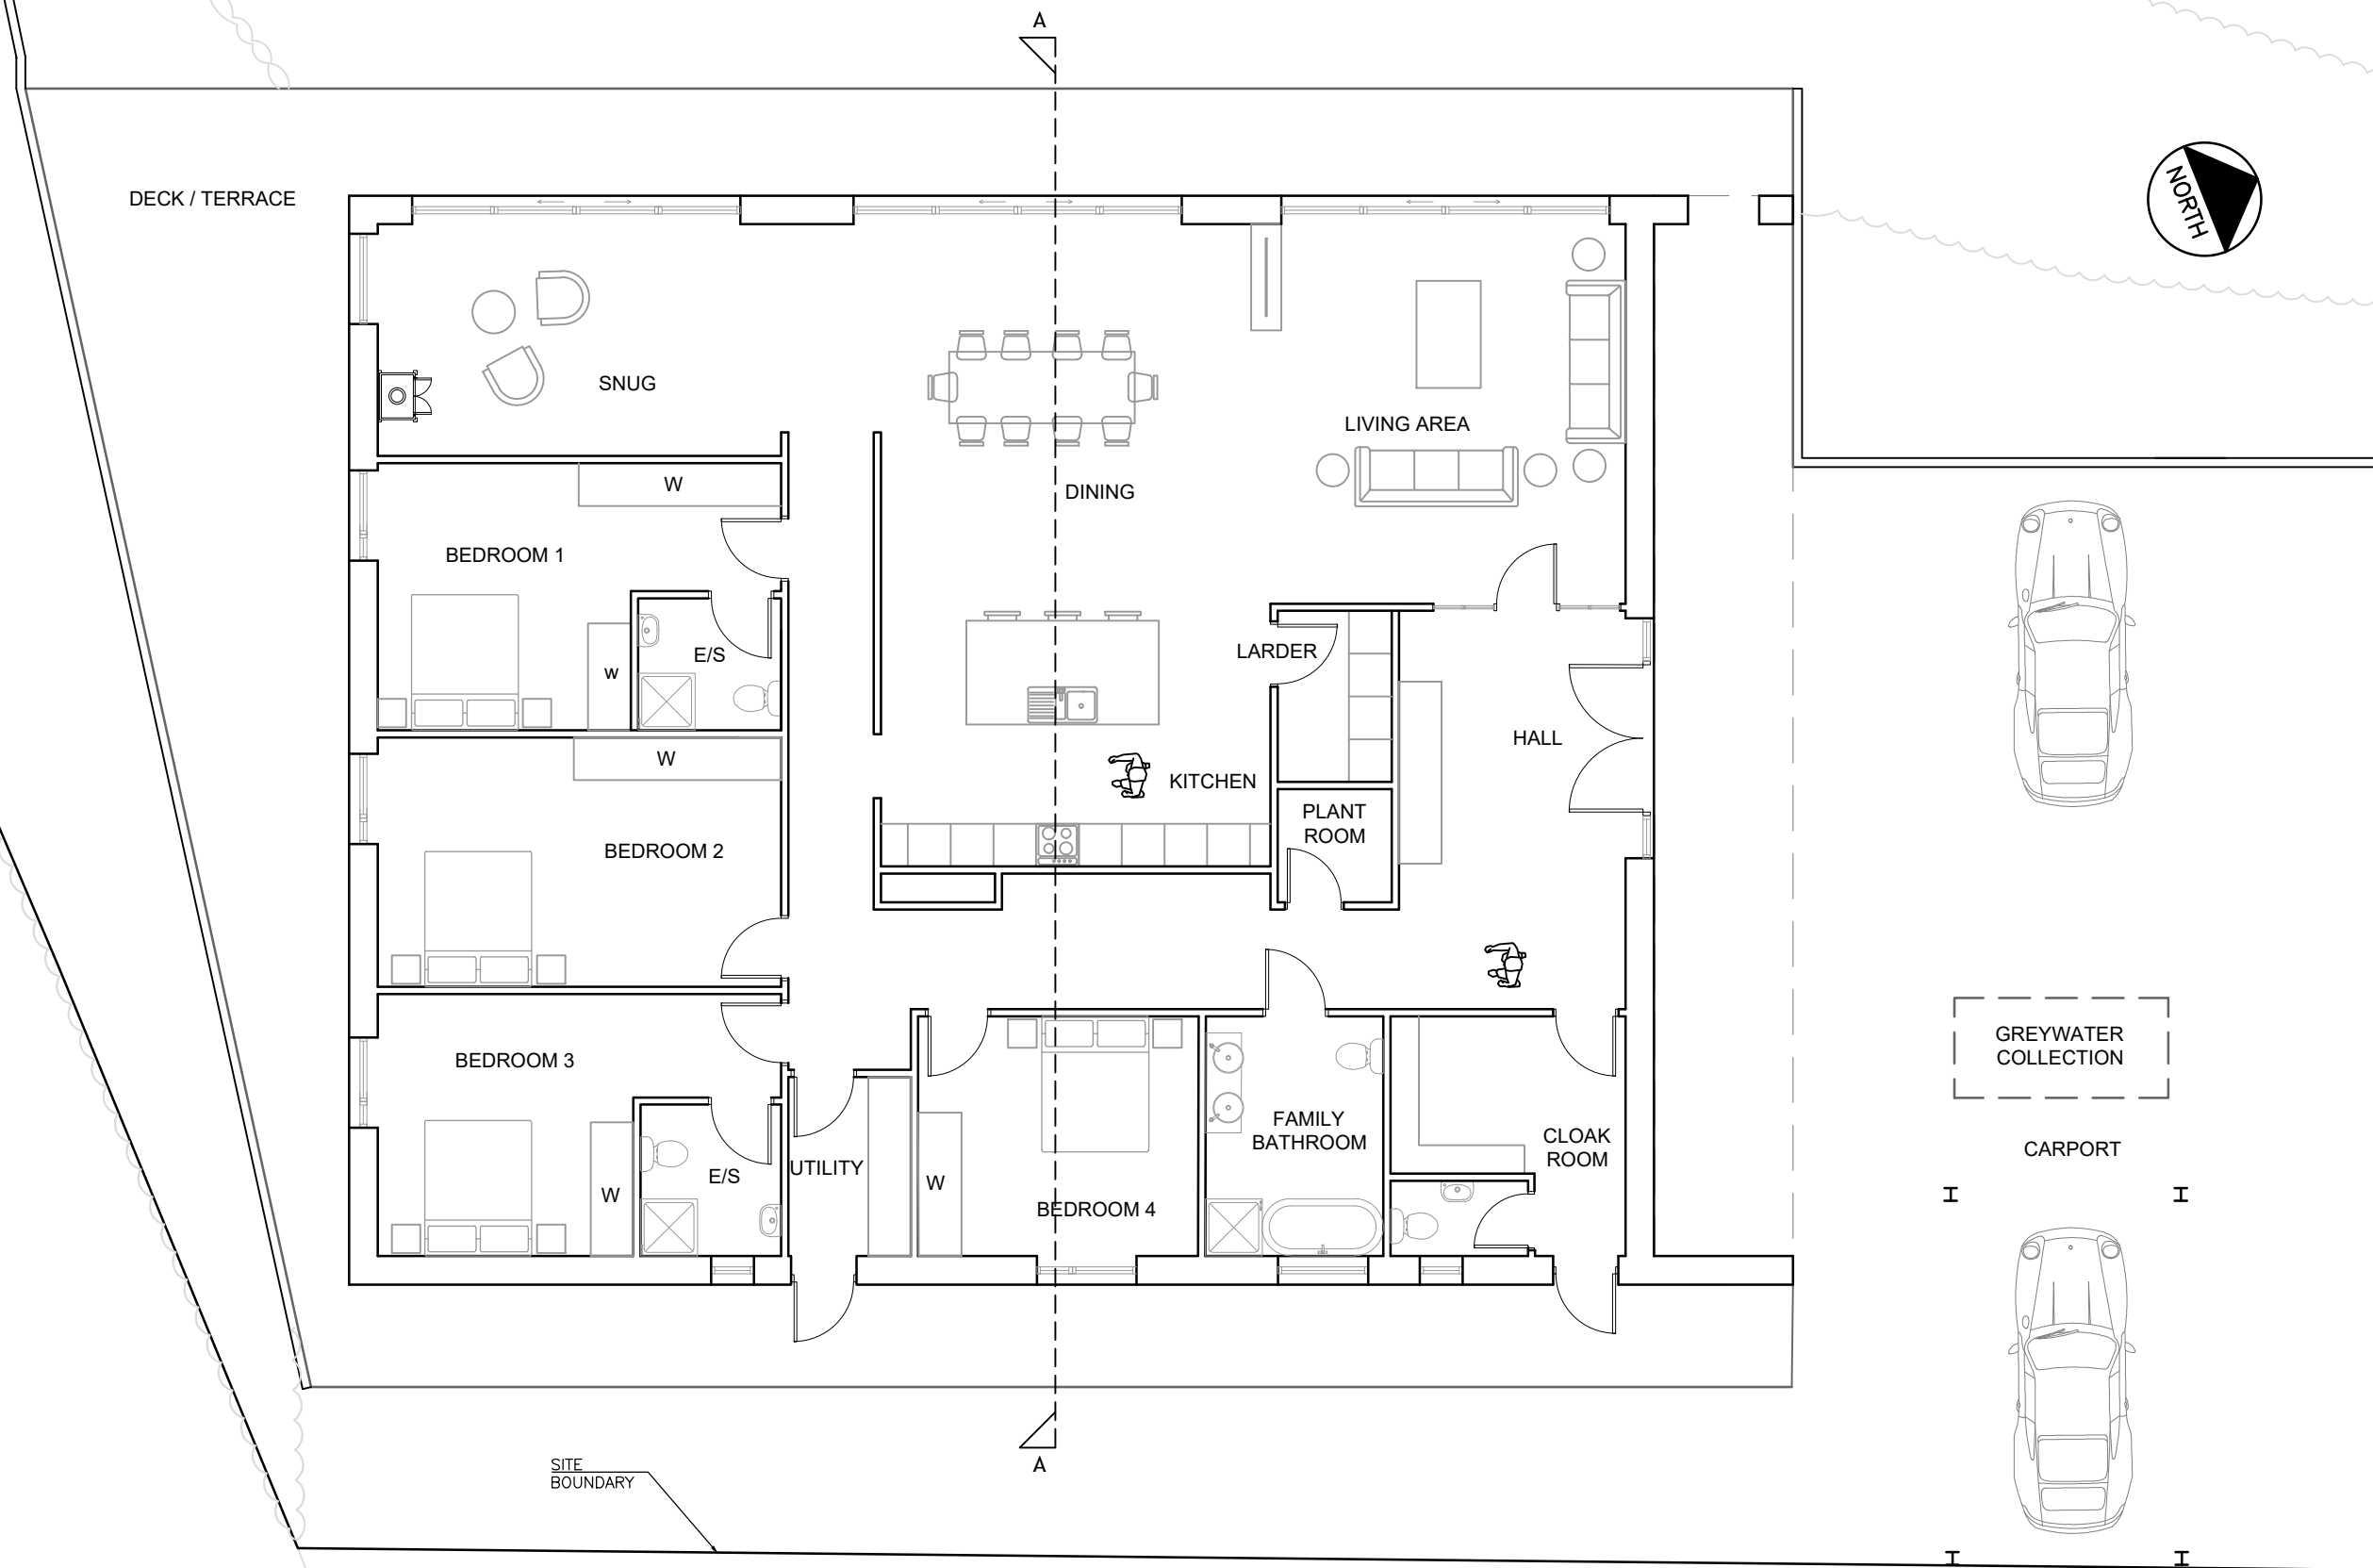 A
DECK / TERRACE
NORTH
SNUG
LIVING AREA
W
DINING
BEDROOM 1
E/S
w
LARDER
HALL
W
KITCHEN
PLANT
ROOM
BEDROOM 2
GREYWATER
COLLECTION
BEDROOM 3
FAMILY
BATHROOM
CLOAK
ROOM
CARPORT
UTILITY
E/S
W
W
BEDROOM 4
A
SITE
BOUNDARY